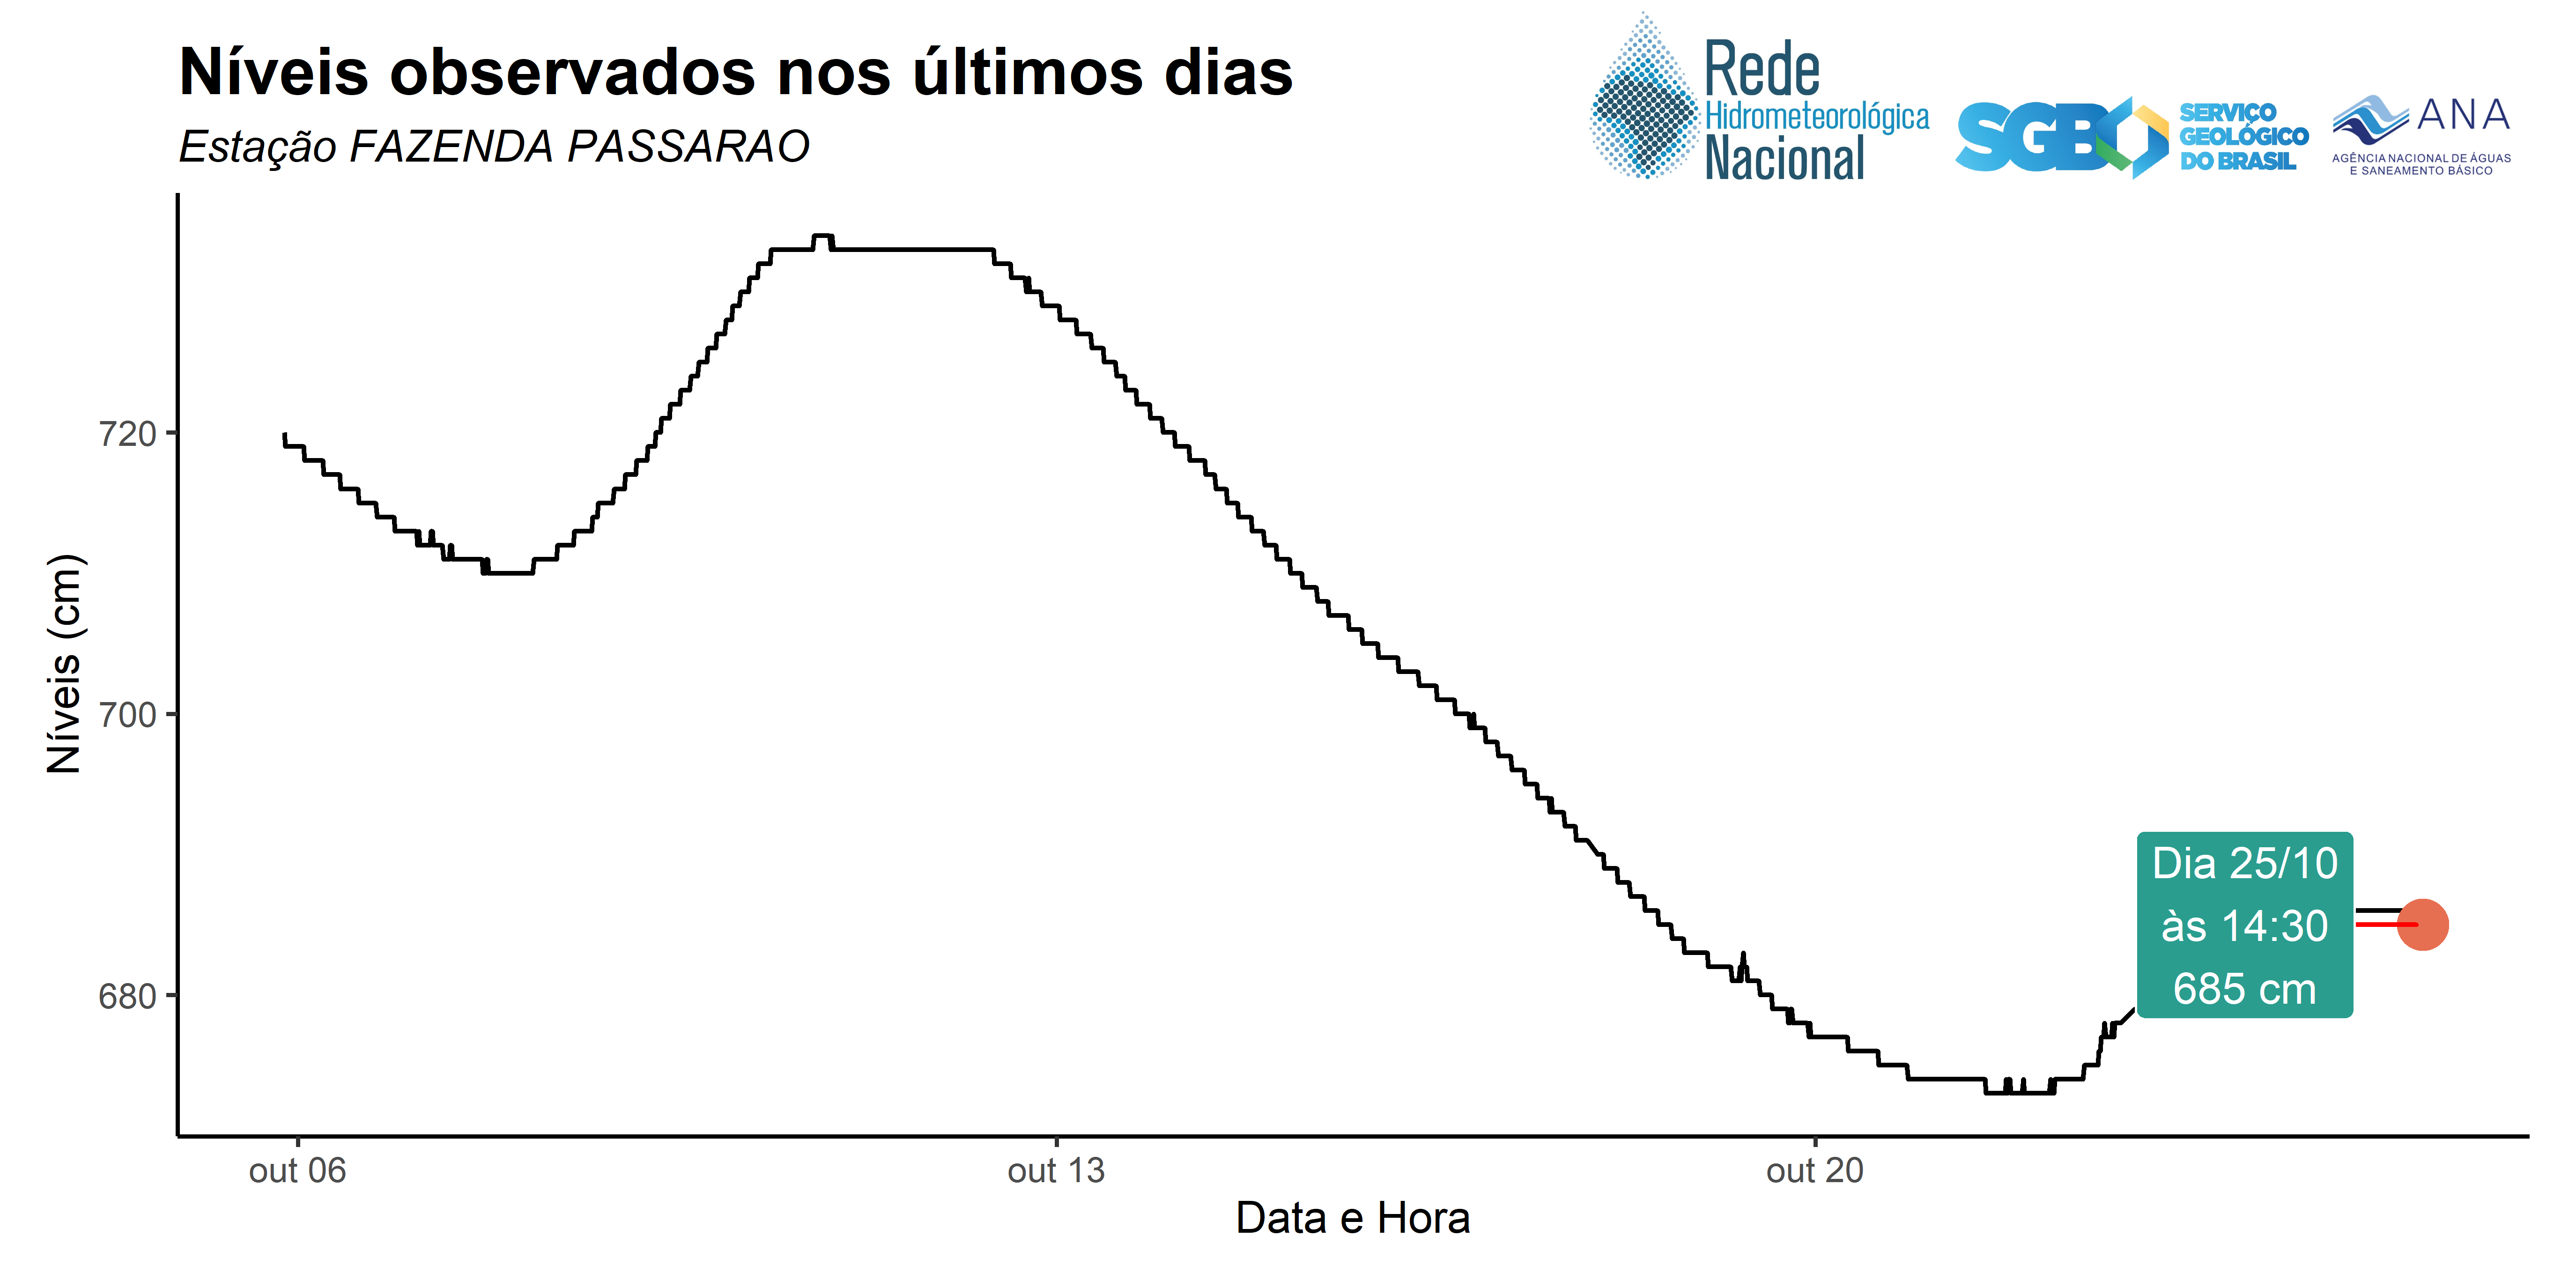 Níveis observados nos últimos dias
Estação FAZENDA PASSARAO
Rede
Hidrometeorológica
Nacional
SGB
SERVIÇO
GEOLÓGICO
DO BRASIL
ANA
AGÊNCIA NACIONAL DE ÁGUAS
E SANEAMENTO BÁSICO
Níveis (cm)
720
700
680
Dia 25/10
às 14:30
685 cm
out 06
out 13
out 20
Data e Hora